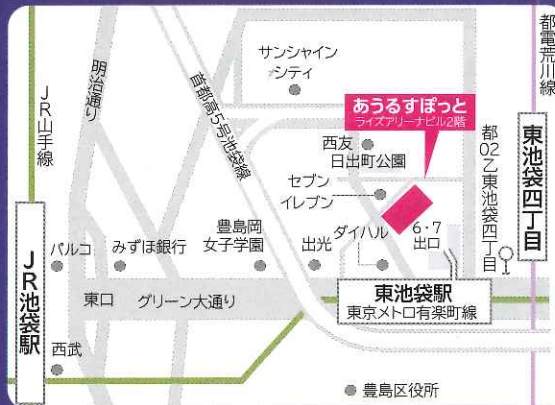 サンシャイン
シティ
都電荒川線
明治通り
首都高5号池袋線
JR山手線
あうるすぽっと
ライズアリーナビル2階
西友
日出町公園
都02乙東池袋四丁目
東池袋四丁目
セブン
イレブン
豊島岡
女子学園
出光
ダイハル
6・7
出口
パルコ
みずほ銀行
JR池袋駅
東口
グリーン大通り
東池袋駅
東京メトロ有楽町線
西武
豊島区役所